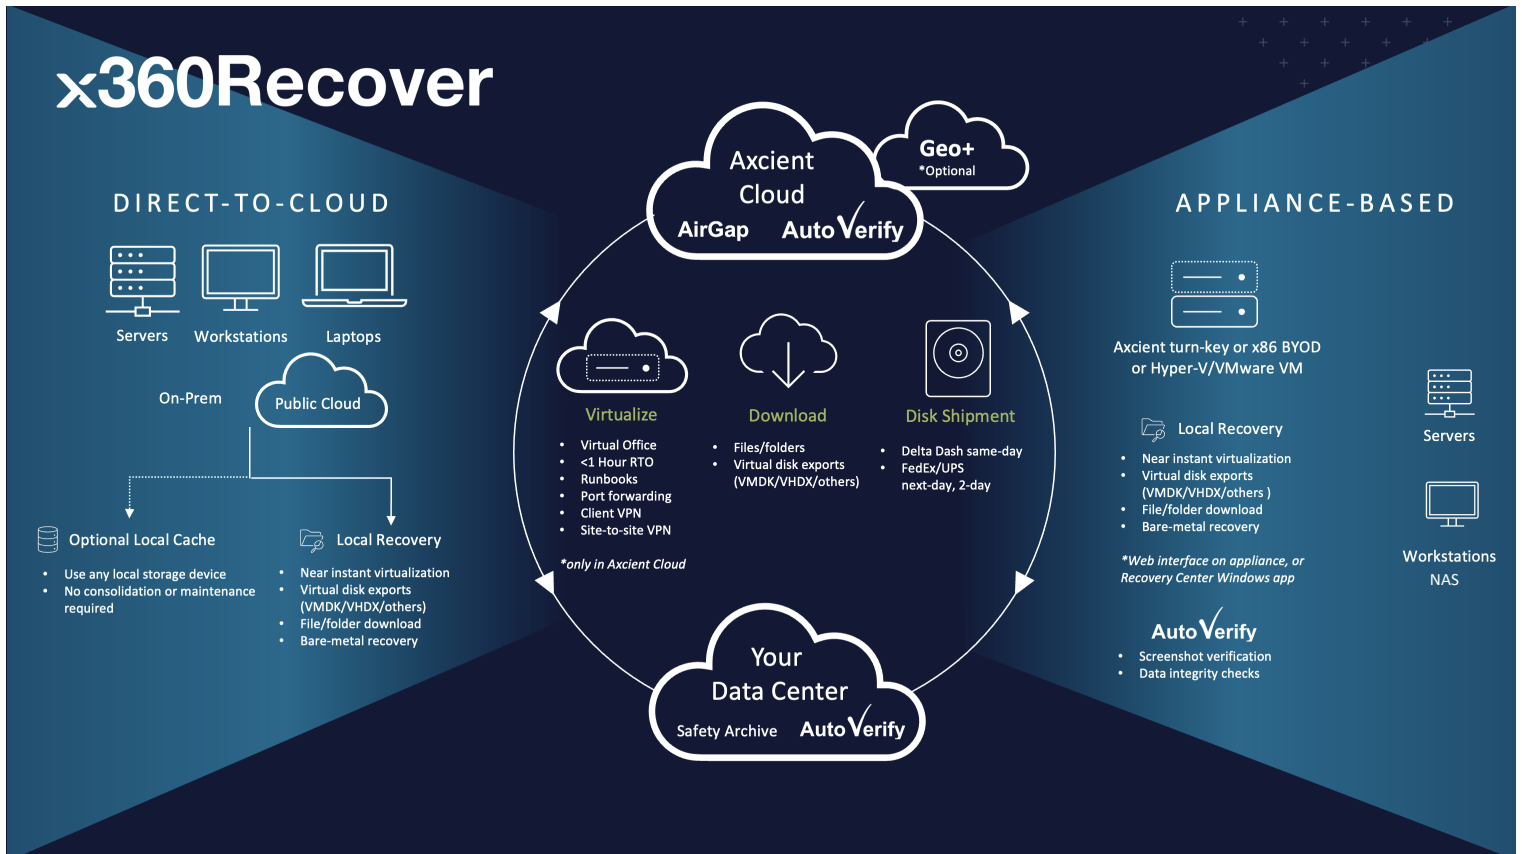 x360Recover
DIRECT-TO-CLOUD
Servers
Workstations
Laptops
On-Prem
Public Cloud
Optional Local Cache
• Use any local storage device
• No consolidation or maintenance
required
Local Recovery
• Near instant virtualization
• Virtual disk exports
(VMDK/VHDX/others)
• File/folder download
• Bare-metal recovery
Axcient
Cloud
AirGap
AutoVerify
Geo+
*Optional
Virtualize
• Virtual Office
• <1 Hour RTO
• Runbooks
• Port forwarding
• Client VPN
• Site-to-site VPN
*only in Axcient Cloud
Download
• Files/folders
• Virtual disk exports
(VMDK/VHDX/others)
Disk Shipment
• Delta Dash same-day
• FedEx/UPS
next-day, 2-day
Your
Data Center
Safety Archive
AutoVerify
APPLIANCE-BASED
Axcient turn-key or x86 BYOD
or Hyper-V/VMware VM
Local Recovery
• Near instant virtualization
• Virtual disk exports
(VMDK/VHDX/others )
• File/folder download
• Bare-metal recovery
*Web interface on appliance, or
Recovery Center Windows app
AutoVerify
• Screenshot verification
• Data integrity checks
Servers
Workstations
NAS